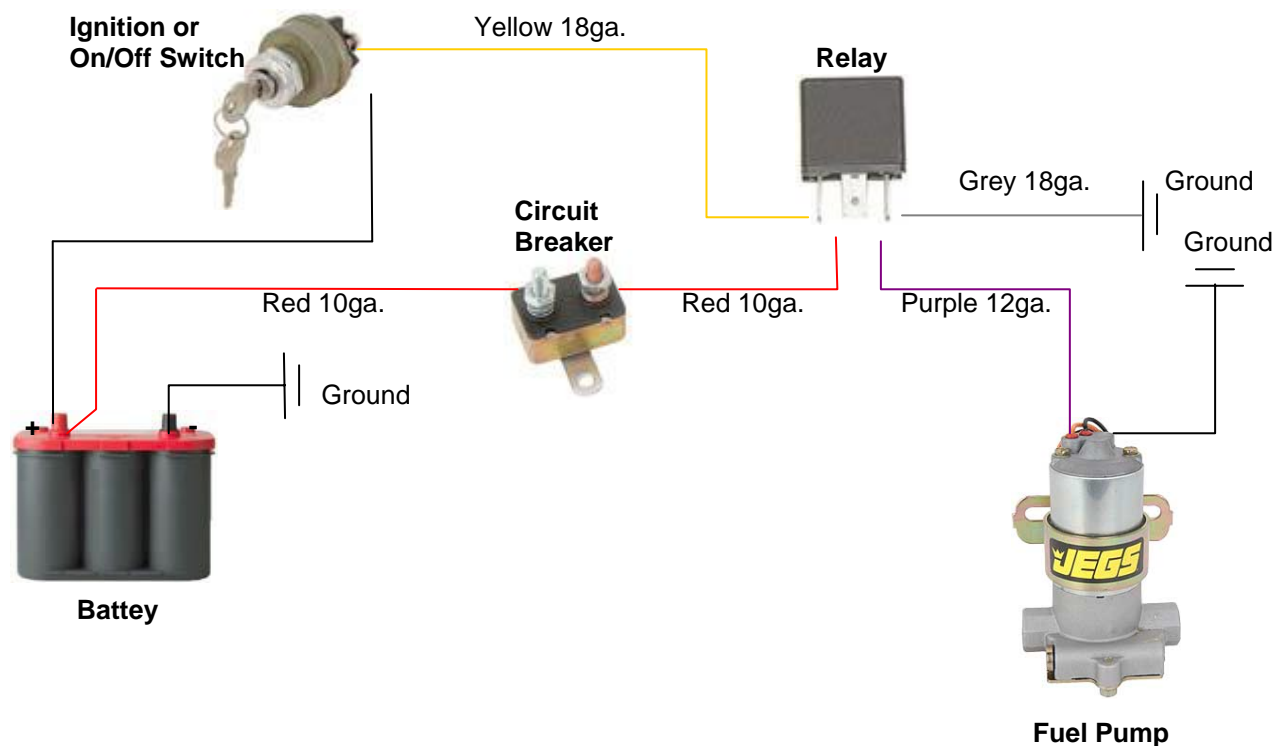 Ignition or
On/Off Switch
Yellow 18ga.
Relay
Grey 18ga.
Ground
Circuit
Breaker
Ground
Red 10ga.
Red 10ga.
Purple 12ga.
Ground
+
-
JEGS
Battey
Fuel Pump